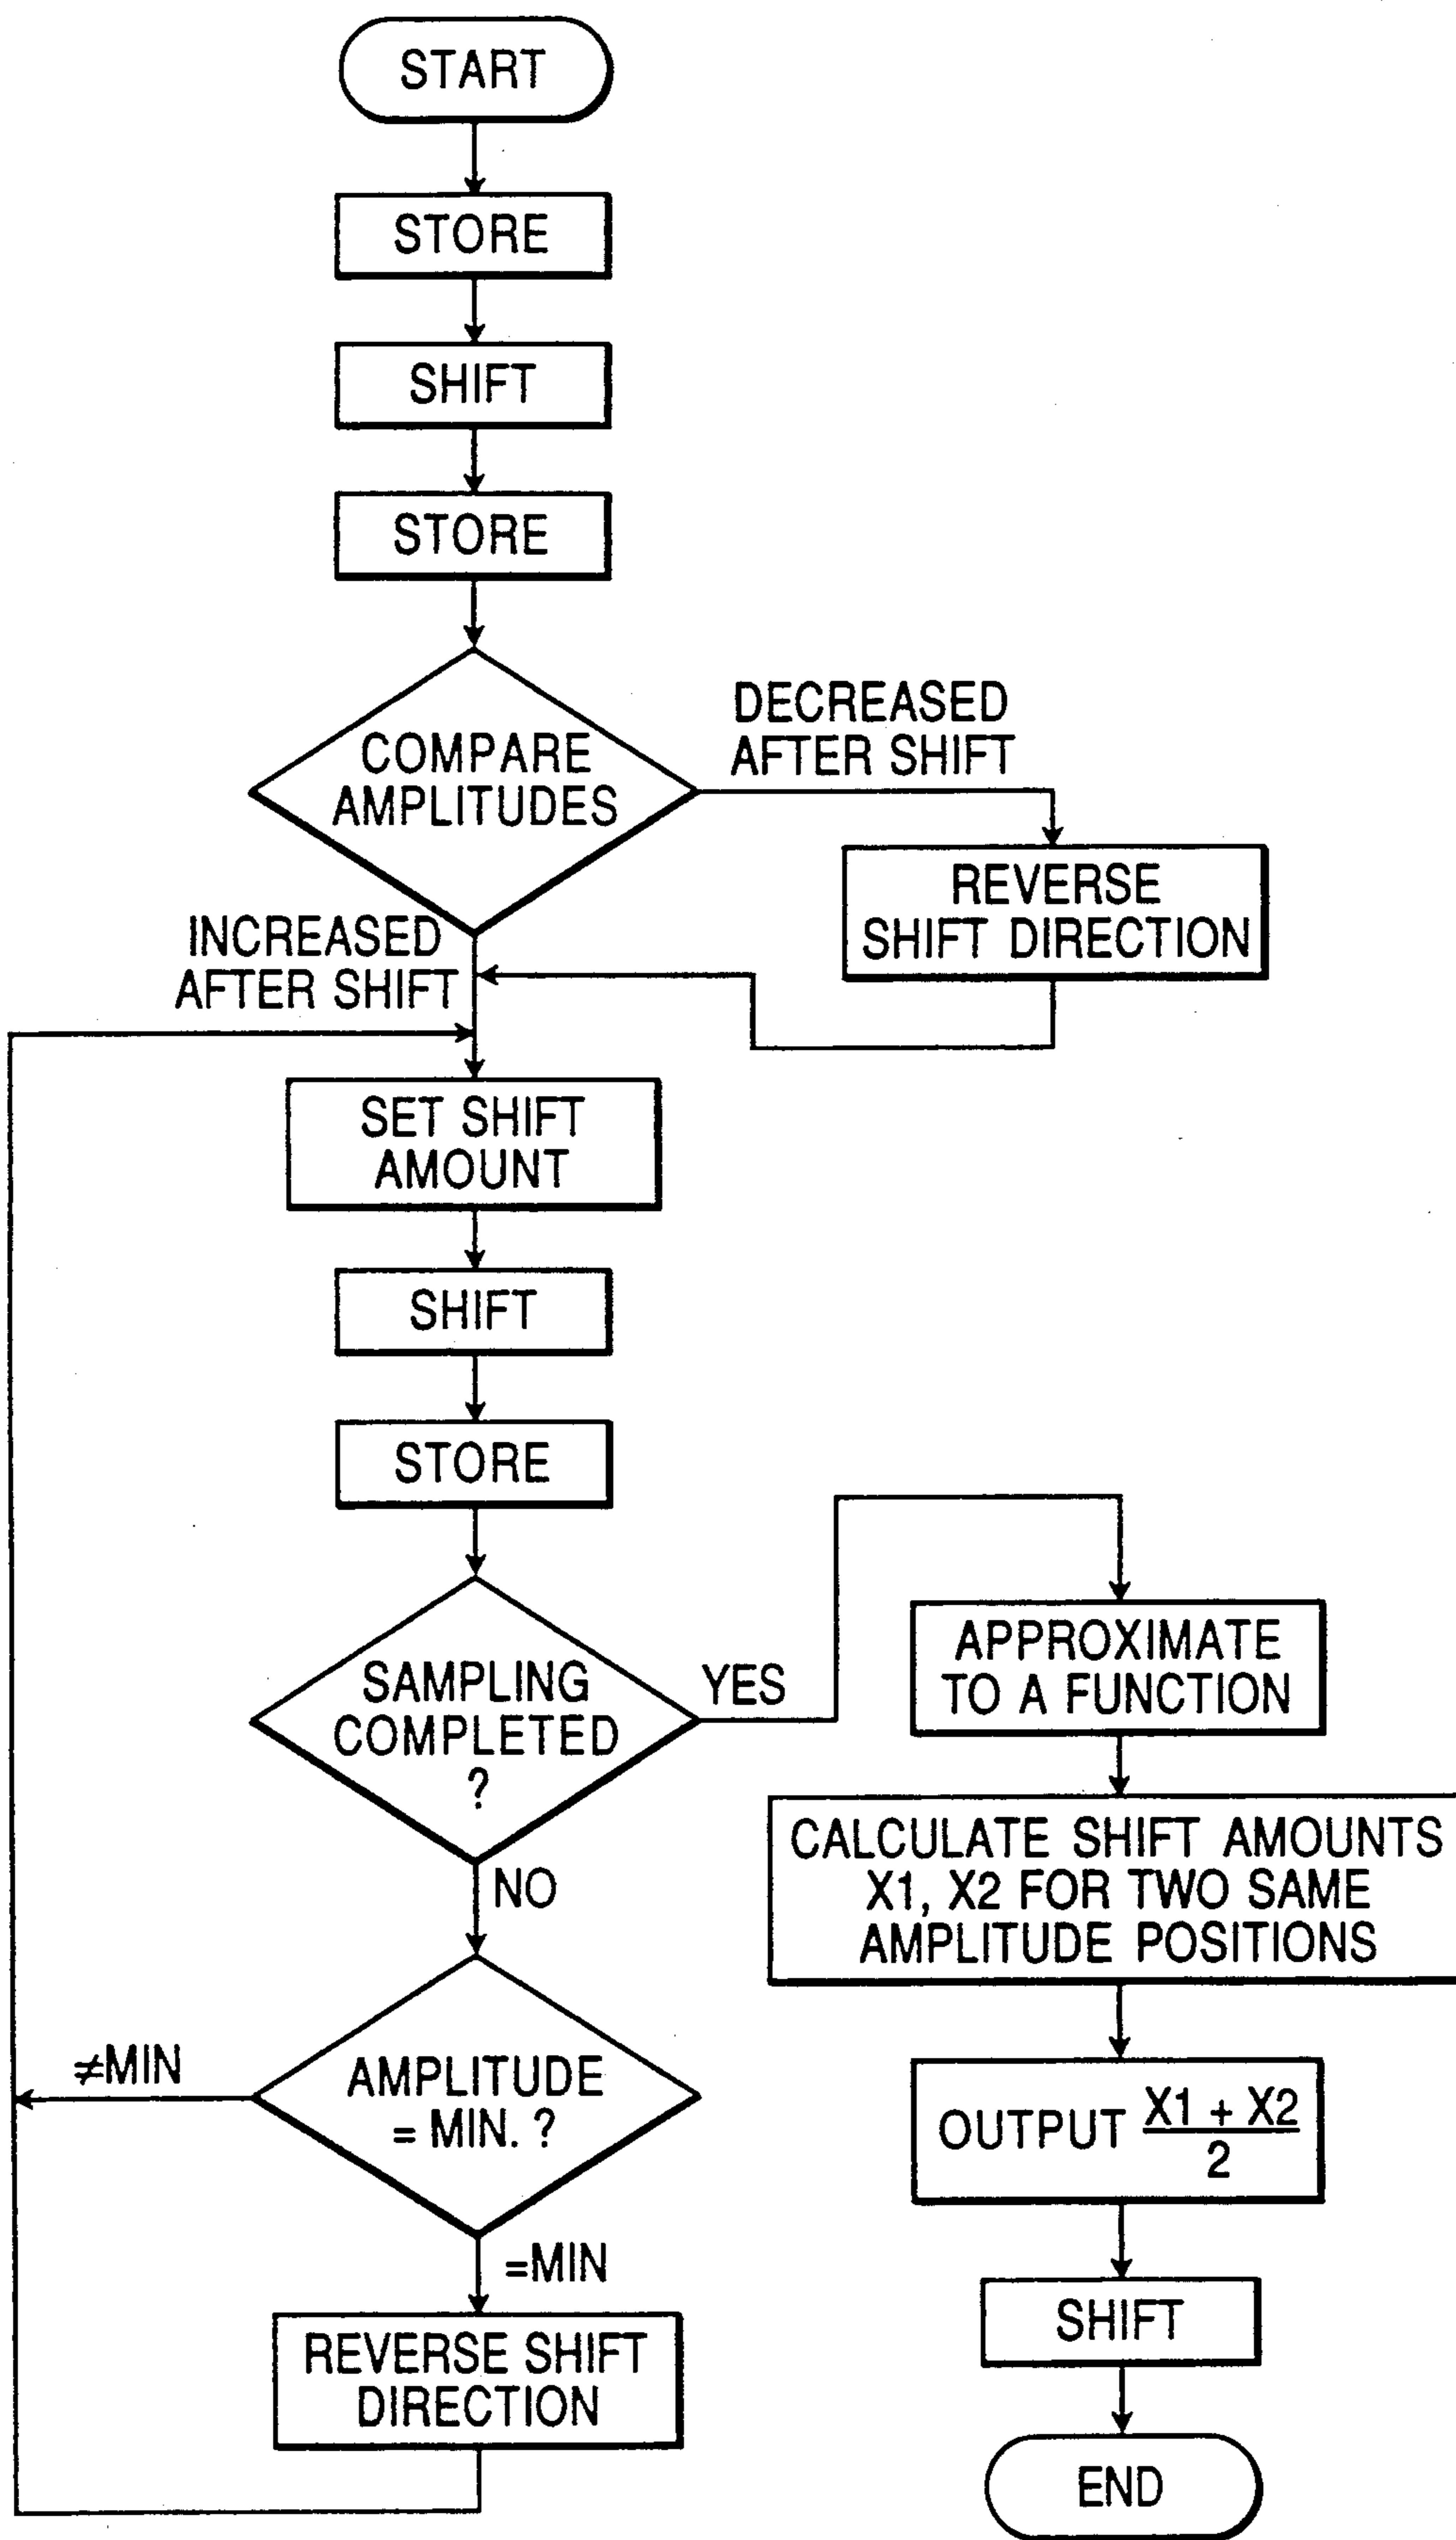 START
STORE
SHIFT
STORE
COMPARE
AMPLITUDES
DECREASED
AFTER SHIFT
REVERSE
SHIFT DIRECTION
INCREASED
AFTER SHIFT
SET SHIFT
AMOUNT
SHIFT
STORE
SAMPLING
COMPLETED
?
YES
NO
AMPLITUDE
= MIN. ?
≠MIN
=MIN
REVERSE SHIFT
DIRECTION
APPROXIMATE
TO A FUNCTION
CALCULATE SHIFT AMOUNTS
X1, X2 FOR TWO SAME
AMPLITUDE POSITIONS
OUTPUT X1 + X2
2
SHIFT
END